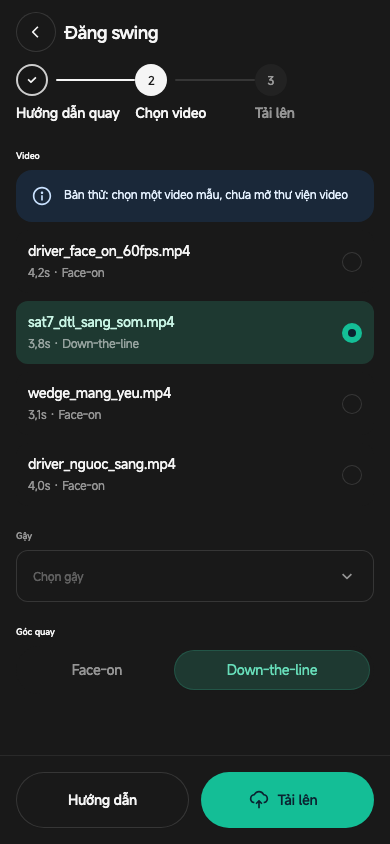 Đăng swing
2
3
Hướng dẫn quay
Chọn video
Tải lên
Video
Bản thử: chọn một video mẫu, chưa mở thư viện video
driver_face_on_60fps.mp4
4,2s · Face-on
sat7_dtl_sang_som.mp4
3,8s · Down-the-line
wedge_mang_yeu.mp4
3,1s · Face-on
driver_nguoc_sang.mp4
4,0s · Face-on
Gậy
Chọn gậy
Góc quay
Face-on
Down-the-line
Hướng dẫn
Tải lên